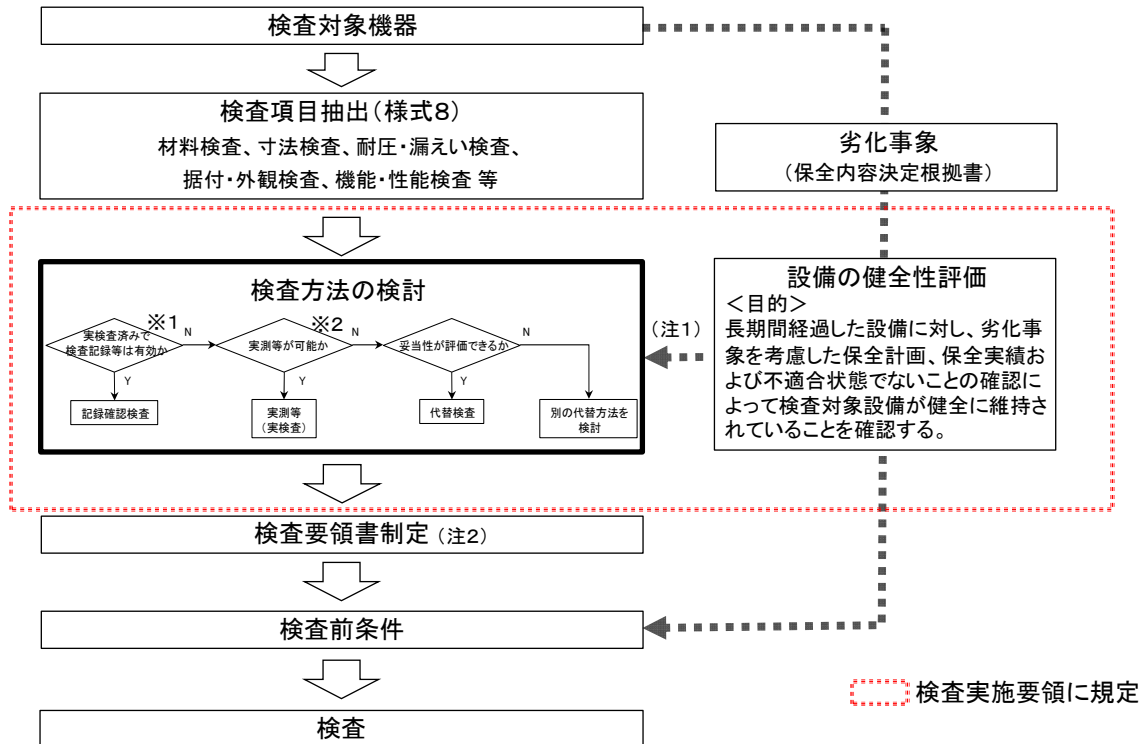 検査対象機器
検査項目抽出(様式8)
材料検査、寸法検査、耐圧・漏えい検査、
据付・外観検査、機能・性能検査 等
劣化事象
(保全内容決定根拠書)
検査方法の検討
※1
※2
実検査済みで
検査記録等は有効か
N
実測等が可能か
N
妥当性が評価できるか
N
Y
Y
Y
記録確認検査
実測等
(実検査)
代替検査
別の代替方法を
検討
(注1)
設備の健全性評価
<目的>
長期間経過した設備に対し、劣化事
象を考慮した保全計画、保全実績お
よび不適合状態でないことの確認に
よって検査対象設備が健全に維持さ
れていることを確認する。
検査要領書制定(注2)
検査前条件
検査
検査実施要領に規定